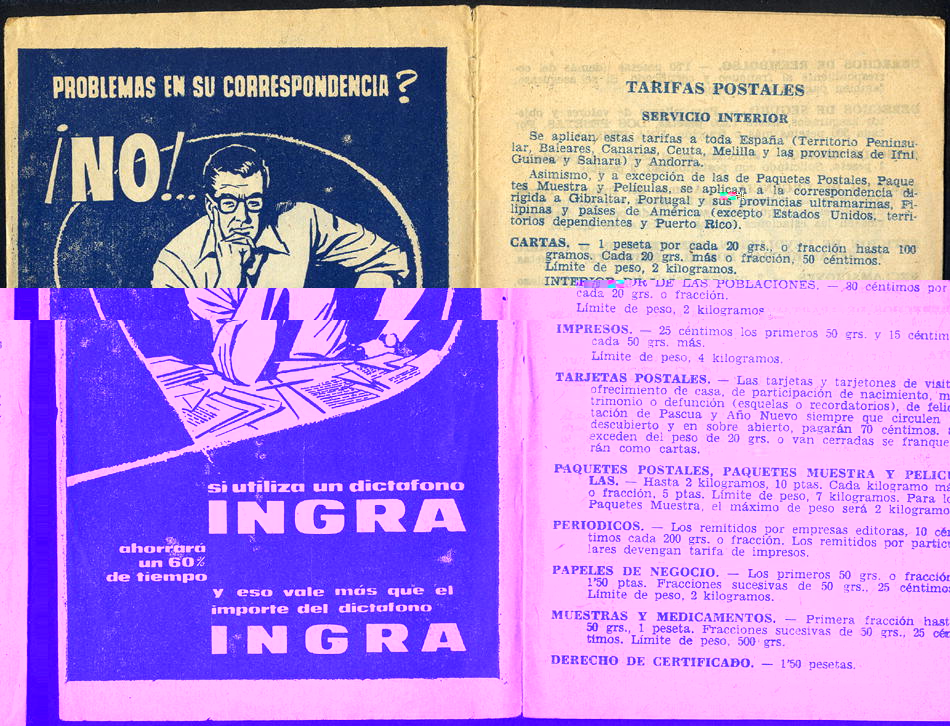 PROBLEMAS EN SU CORRESPONDENCIA?
¡NO!...
si utiliza un dictafono
INGRA
ahorrará
un 60%
de tiempo
y eso vale más que el
importe del dictafono
INGRA
TARIFAS POSTALES
SERVICIO INTERIOR
Se aplican estas tarifas a toda España (Territorio Peninsu-
lar, Baleares, Canarias, Ceuta, Melilla y las provincias de Ifni,
Guinea y Sahara) y Andorra.
Asimismo, y a excepción de las de Paquetes Postales, Paque
tes Muestra y Películas, se aplican a la correspondencia di-
rigida a Gibraltar, Portugal y sus provincias ultramarinas, Fi-
lipinas y países de América (excepto Estados Unidos, terri-
torios dependientes y Puerto Rico).
CARTAS. — 1 peseta por cada 20 grs., o fracción hasta 100
gramos. Cada 20 grs. más o fracción, 50 céntimos.
Límite de peso, 2 kilogramos.
DE LAS POBLACIONES. — 80 céntimos por
cada 20 grs. o fracción.
Límite de peso, 2 kilogramos
IMPRESOS. — 25 céntimos los primeros 50 grs. y 15 céntim
cada 50 grs. más.
Límite de peso, 4 kilogramos.
TARJETAS POSTALES. — Las tarjetas y tarjetones de visit
ofrecimiento de casa, de participación de nacimiento, m
trimonio o defunción (esquelas o recordatorios), de felic
tación de Pascua y Año Nuevo siempre que circulen
descubierto y en sobre abierto, pagarán 70 céntimos.
exceden del peso de 20 grs. o van cerradas se franque
rán como cartas.
PAQUETES POSTALES, PAQUETES MUESTRA Y PELICU
LAS. — Hasta 2 kilogramos, 10 ptas. Cada kilogramo má
o fracción, 5 ptas. Límite de peso, 7 kilogramos. Para lo
Paquetes Muestra, el máximo de peso será 2 kilogramo
PERIODICOS. — Los remitidos por empresas editoras, 10 cén
timos cada 200 grs. o fracción. Los remitidos por particu
lares devengan tarifa de impresos.
PAPELES DE NEGOCIO. — Los primeros 50 grs. o fracción
1'50 ptas. Fracciones sucesivas de 50 grs., 25 céntimos
Límite de peso, 2 kilogramos.
MUESTRAS Y MEDICAMENTOS. — Primera fracción hast
50 grs., 1 peseta. Fracciones sucesivas de 50 grs., 25 cén
timos. Límite de peso, 500 grs.
DERECHO DE CERTIFICADO. — 1'50 pesetas.